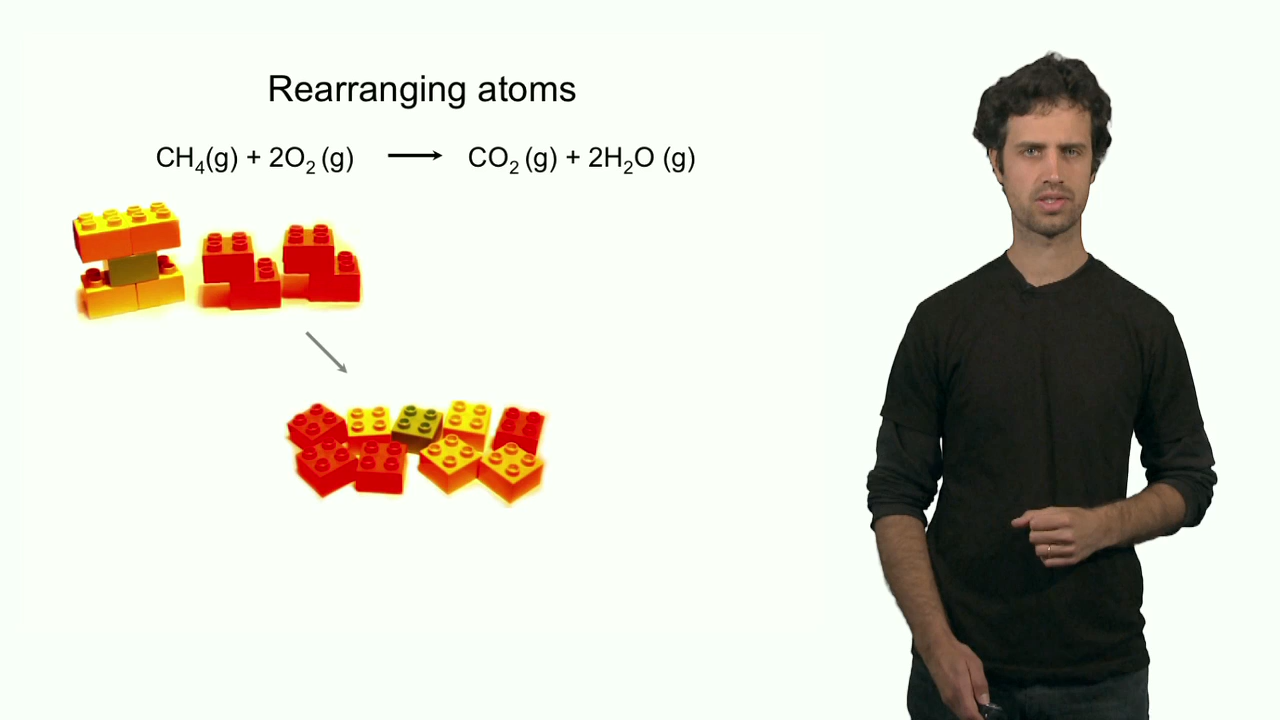 Rearranging atoms
CH₄(g) + 2O₂ (g) ⟶ CO₂ (g) + 2H₂O (g)